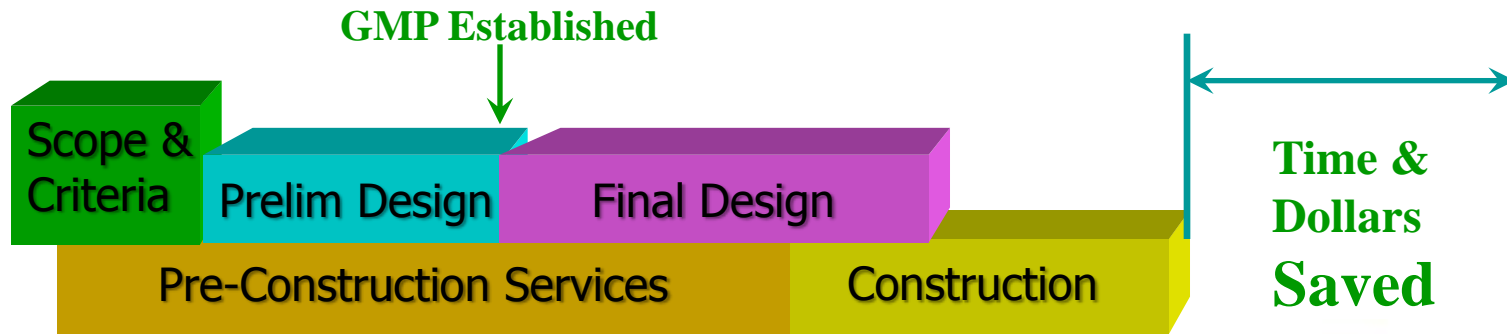 GMP Established
Scope &
Criteria
Prelim Design
Final Design
Pre-Construction Services
Construction
Time &
Dollars
Saved